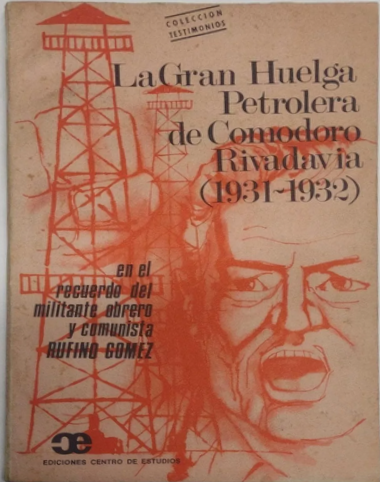 COLECCION
TESTIMONIOS
La Gran Huelga
Petrolera
de Comodoro
Rivadavia
(1931-1932)
en el
recuerdo del
militante obrero
y comunista
RUFINO GOMEZ
ce
EDICIONES CENTRO DE ESTUDIOS